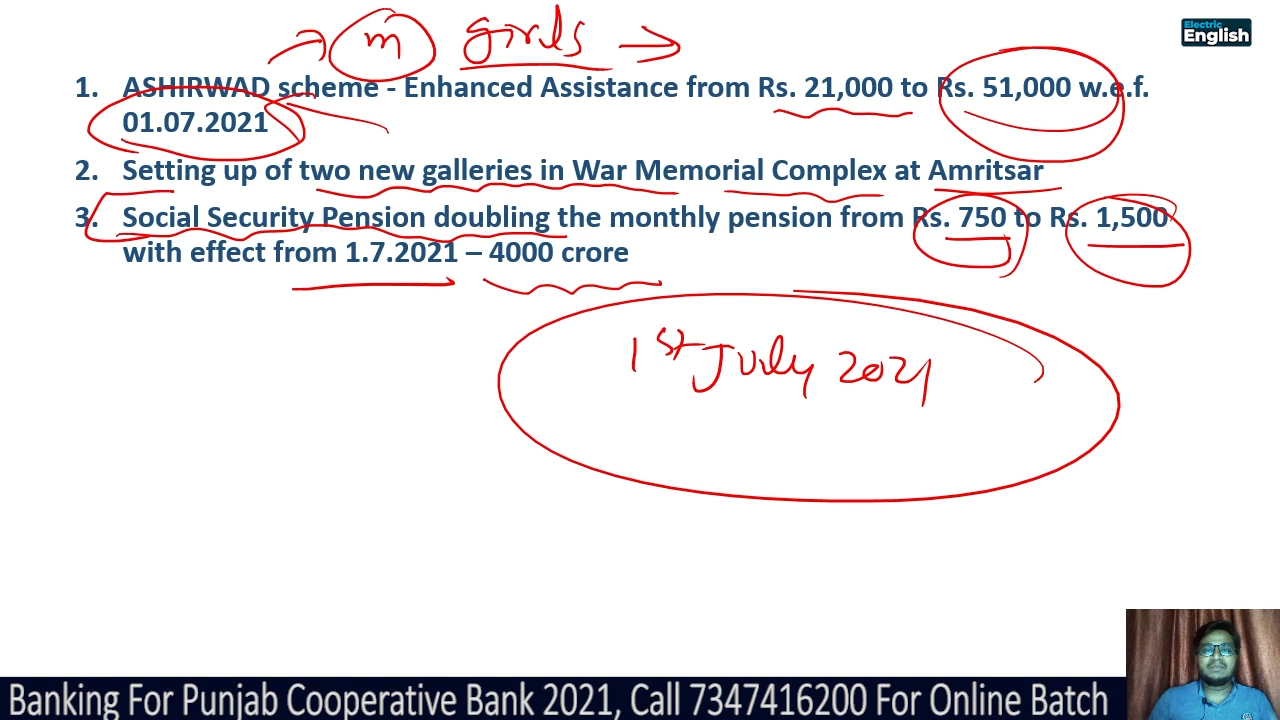 Electric
English
m girls
1. ASHIRWAD scheme - Enhanced Assistance from Rs. 21,000 to Rs. 51,000 w.e.f.
01.07.2021
2. Setting up of two new galleries in War Memorial Complex at Amritsar
3. Social Security Pension doubling the monthly pension from Rs. 750 to Rs. 1,500
with effect from 1.7.2021 – 4000 crore
1st July 2021
Banking For Punjab Cooperative Bank 2021, Call 7347416200 For Online Batch